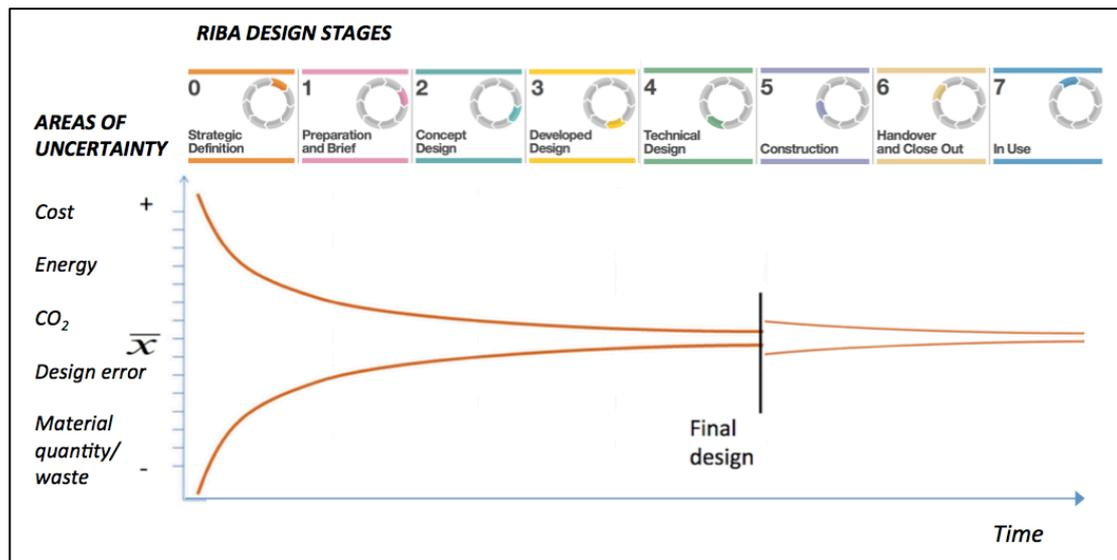 RIBA DESIGN STAGES
0
Strategic
Definition
1
Preparation
and Brief
2
Concept
Design
3
Developed
Design
4
Technical
Design
5
Construction
6
Handover
and Close Out
7
In Use
AREAS OF
UNCERTAINTY
Cost
+
Energy
CO₂
x̅
Design error
Material
quantity/
waste
-
Final
design
Time